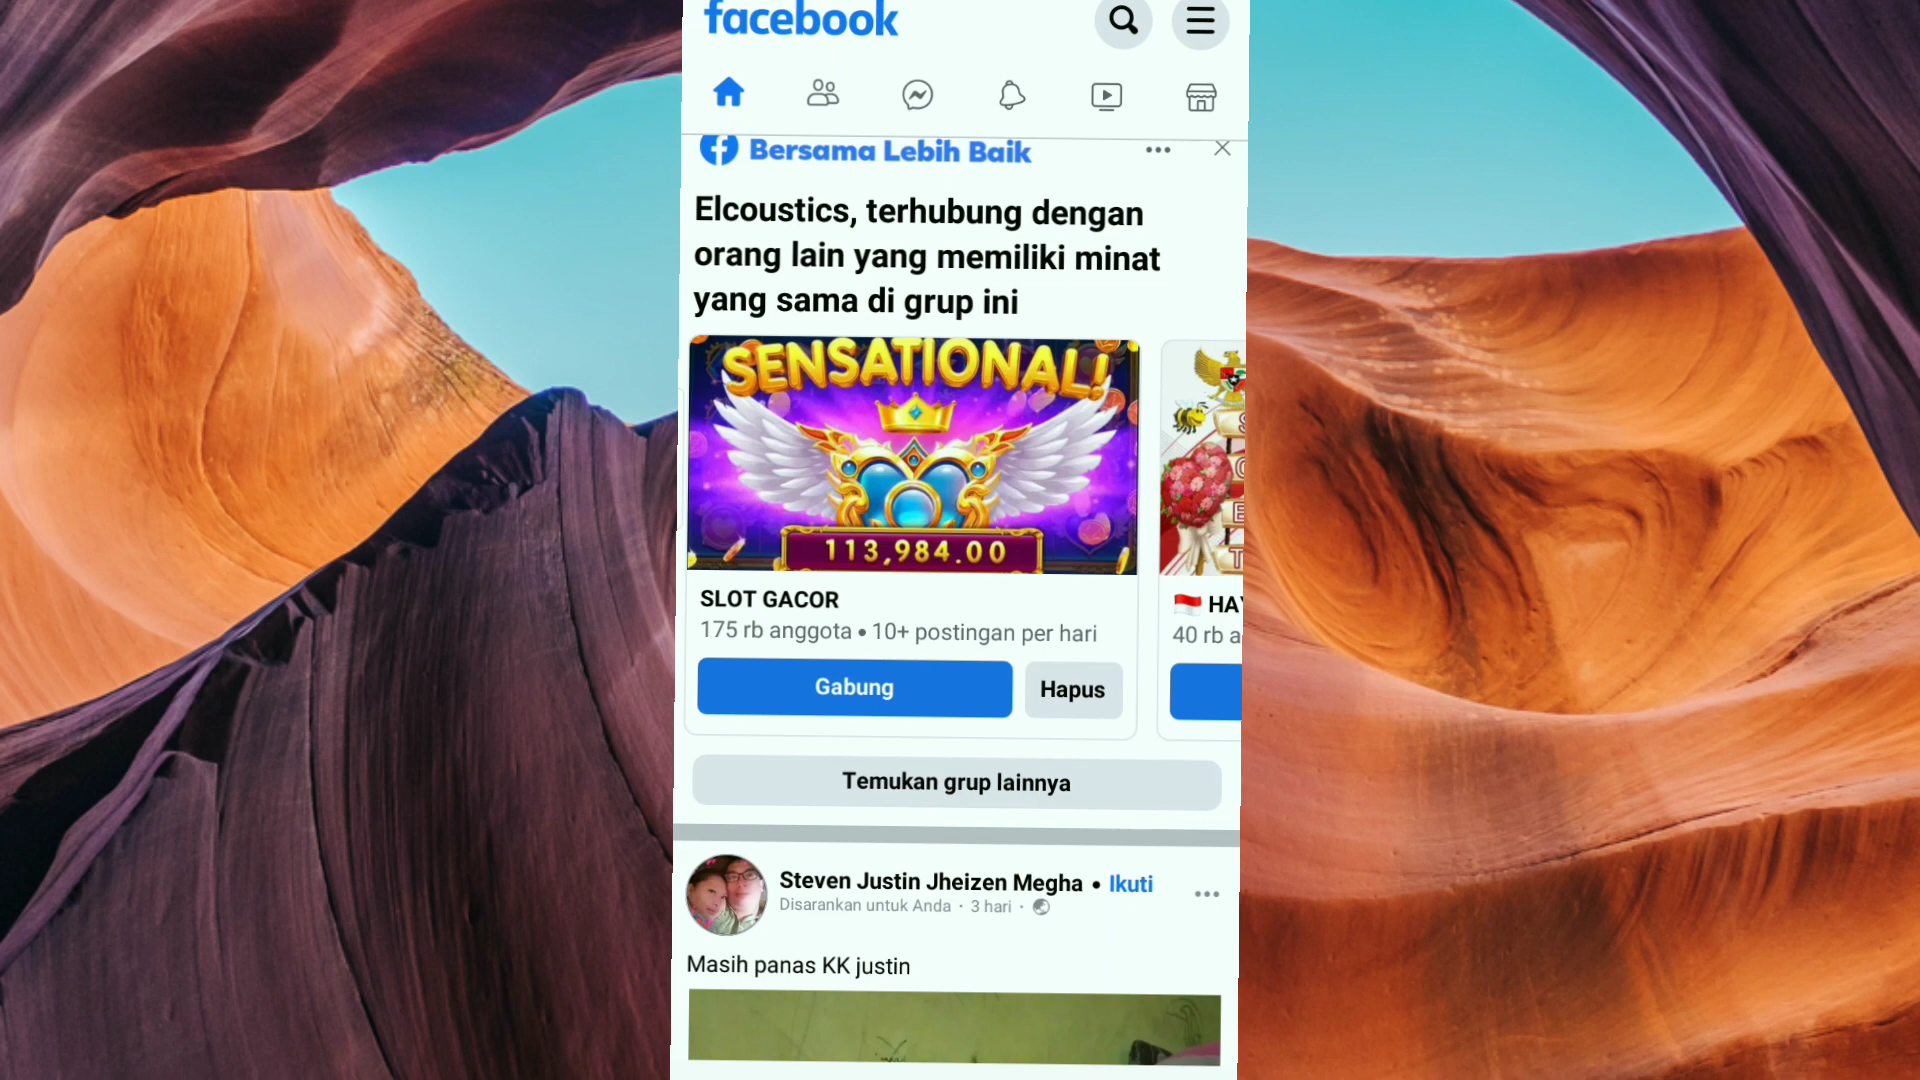 facebook
Bersama Lebih Baik
Elcoustics, terhubung dengan
orang lain yang memiliki minat
yang sama di grup ini
SENSATIONAL!
113,984.00
SLOT GACOR
175 rb anggota • 10+ postingan per hari
Gabung
Hapus
🇮🇩 HAY
40 rb a
Temukan grup lainnya
Steven Justin Jheizen Megha • Ikuti
Disarankan untuk Anda · 3 hari ·
Masih panas KK justin